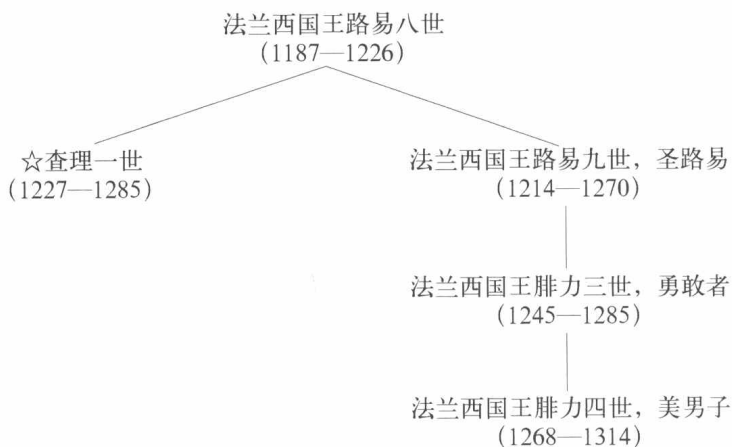 法兰西国王路易八世
(1187—1226)
☆查理一世
(1227—1285)
法兰西国王路易九世，圣路易
(1214—1270)
法兰西国王腓力三世，勇敢者
(1245—1285)
法兰西国王腓力四世，美男子
(1268—1314)